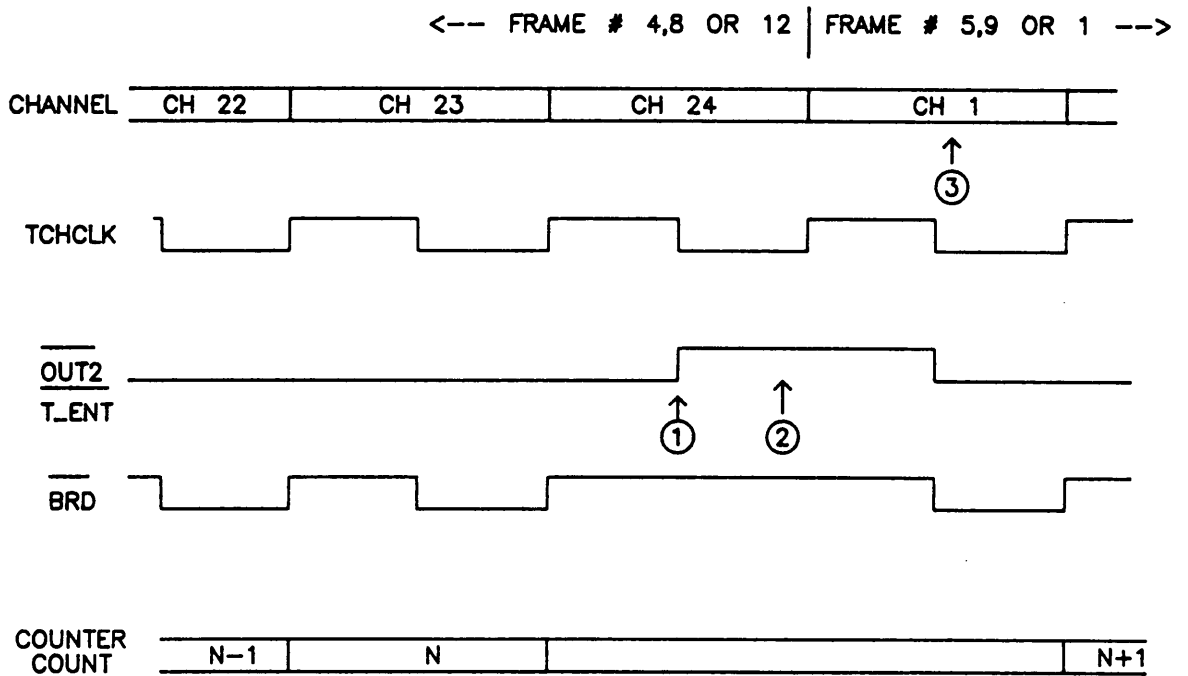 <-- FRAME # 4,8 OR 12 | FRAME # 5,9 OR 1 -->
CHANNEL CH 22 CH 23 CH 24 CH 1
3
TCHCLK
OUT2
T_ENT
1 2
BRD
COUNTER
COUNT N-1 N N+1